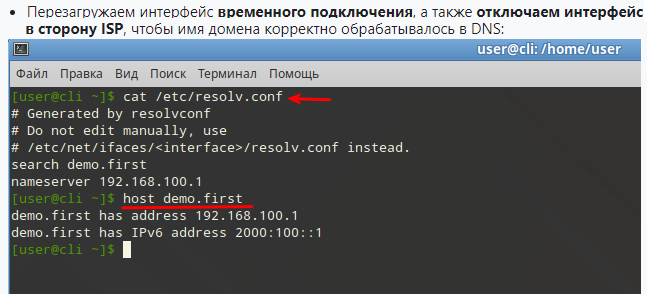 • Перезагружаем интерфейс временного подключения, а также отключаем интерфейс
в сторону ISP, чтобы имя домена корректно обрабатывалось в DNS:
user@cli: /home/user
Файл Правка Вид Поиск Терминал Помощь
[user@cli ~]$ cat /etc/resolv.conf
# Generated by resolvconf
# Do not edit manually, use
# /etc/net/ifaces/<interface>/resolv.conf instead.
search demo.first
nameserver 192.168.100.1
[user@cli ~]$ host demo.first
demo.first has address 192.168.100.1
demo.first has IPv6 address 2000:100::1
[user@cli ~]$